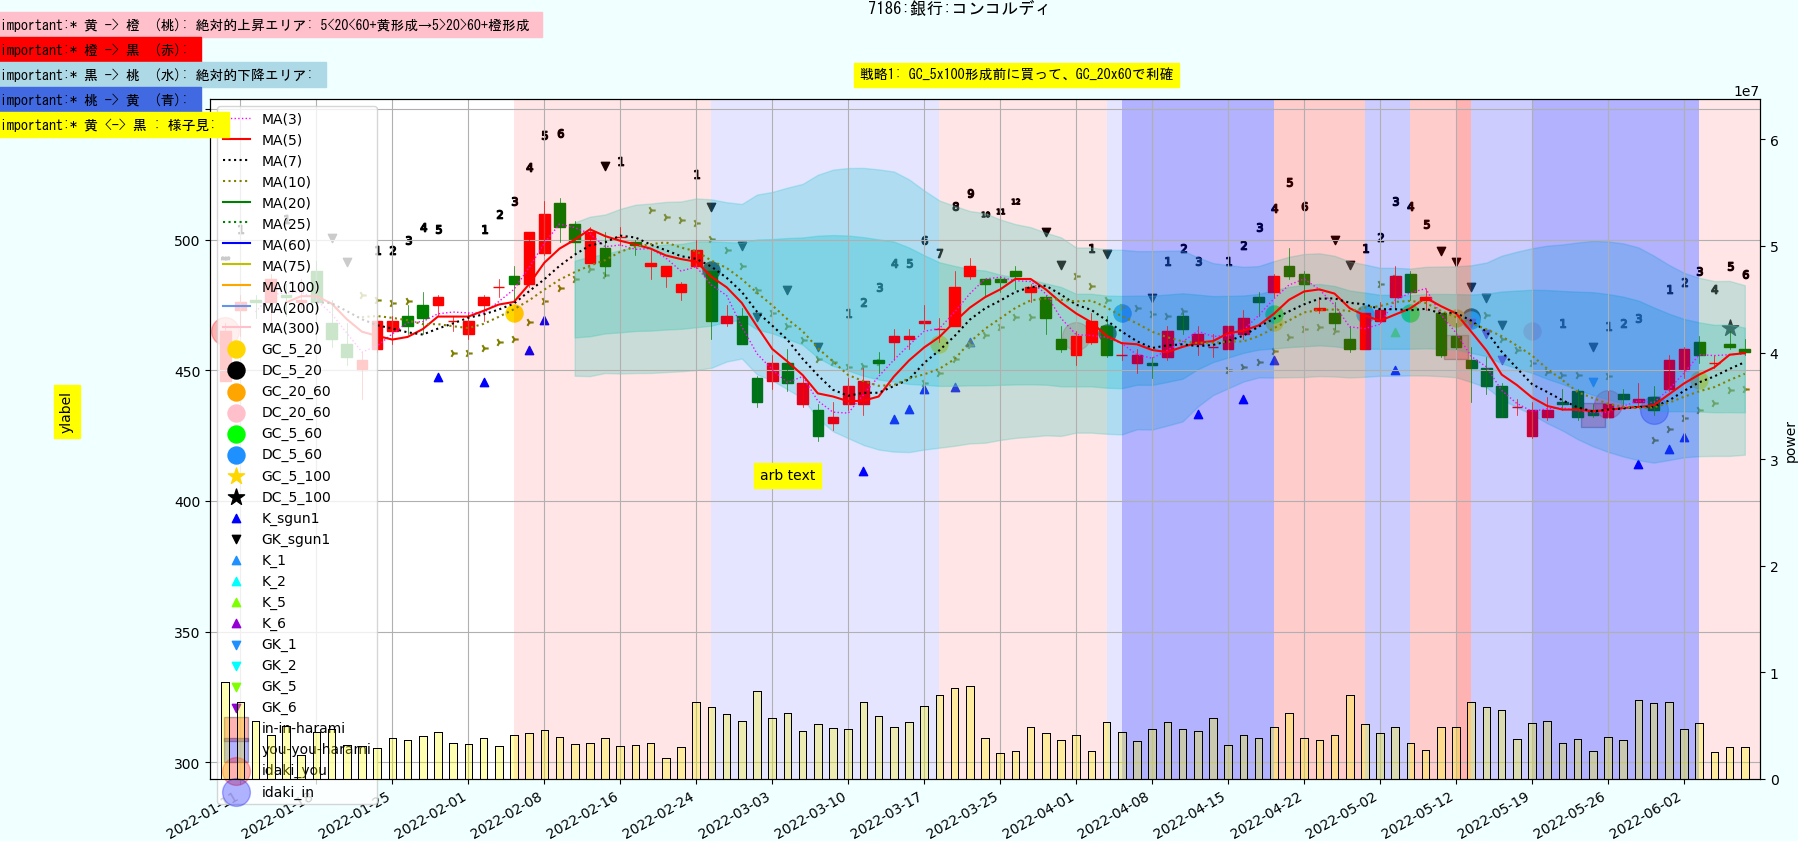 7186:銀行:コンコルディ
important:* 黄 -> 橙 （桃）: 絶対的上昇エリア: 5<20<60+黄形成→5>20>60+橙形成
important:* 橙 -> 黒 （赤）:
important:* 黒 -> 桃 （水）: 絶対的下降エリア:
戦略1: GC_5x100形成前に買って、GC_20x60で利確
important:* 桃 -> 黄 （青）:
important:* 黄 <-> 黒 : 様子見:
1e7
MA(3)
MA(5)
MA(7)
MA(10)
MA(20)
MA(25)
MA(60)
MA(75)
MA(100)
MA(200)
MA(300)
GC_5_20
DC_5_20
GC_20_60
DC_20_60
GC_5_60
DC_5_60
GC_5_100
DC_5_100
K_sgun1
GK_sgun1
K_1
K_2
K_5
K_6
GK_1
GK_2
GK_5
GK_6
in-in-harami
you-you-harami
idaki_you
idaki_in
ylabel
500
450
400
350
300
arb text
power
6
5
4
3
2
1
0
2022-01-25
2022-02-01
2022-02-08
2022-02-16
2022-02-24
2022-03-03
2022-03-10
2022-03-17
2022-03-25
2022-04-01
2022-04-08
2022-04-15
2022-04-22
2022-05-02
2022-05-12
2022-05-19
2022-05-26
2022-06-02